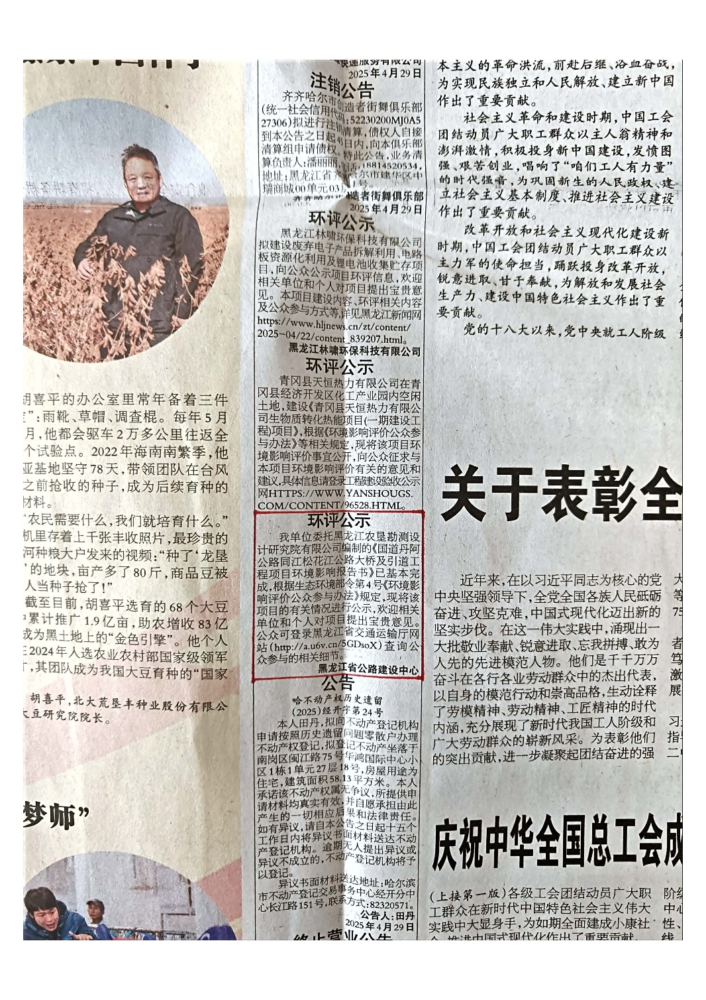 胡喜平的办公室里常年备着三件
”:雨靴、草帽、调查棍。每年5月
月,他都会驱车2万多公里往返全
个试验点。2022年海南南繁季,他
亚基地坚守78天,带领团队在台风
之前抢收的种子,成为后续育种的
材料。
“农民需要什么,我们就培育什么。”
机里存着上千张丰收照片,最珍贵的
河种粮大户发来的视频:“种了‘龙垦
’的地块,亩产多了80斤,商品豆被
人当种子抢了!”
截至目前,胡喜平选育的68个大豆
累计推广1.9亿亩,助农增收83亿
成为黑土地上的“金色引擎”。他个人
2024年人选农业农村部国家级领军
,其团队成为我国大豆育种的“国家
胡喜平,北大荒垦丰种业股份有限公
大豆研究院院长。
梦师”
快递服务有限公司
2025年4月29日
注销公告
齐齐哈尔市创造者街舞俱乐部
(统一社会信用代码:52230200MJ0A5
27306)拟进行注销清算,债权人自接
到本公告之日起45日内,向本俱乐部
清算组申请债权。特此公告,业务清
算负责人:潘丽丽,电话:18814520534,
地址:黑龙江省齐齐哈尔市建华区中
瑞商城00单元03层1号。
齐齐哈尔市创造者街舞俱乐部
2025年4月29日
环评公示
黑龙江林啸环保科技有限公司
拟建设废弃电子产品拆解利用、电路
板资源化利用及锂电池收集贮存项
目,向公众公示项目环评信息,欢迎
相关单位和个人对项目提出宝贵意
见。本项目建设内容、环评相关内容
及公众参与方式等,详见黑龙江新闻网
https://www.hljnews.cn/zt/content/
2025-04/22/content_839207.html。
黑龙江林啸环保科技有限公司
环评公示
青冈县天恒热力有限公司在青
冈县经济开发区化工产业园内空闲
土地,建设《青冈县天恒热力有限公
司生物质转化热能项目(一期建设工
程)项目》,根据《环境影响评价公众参
与办法》等相关规定,现将该项目环
境影响评价事宜公开,向公众征求与
本项目环境影响评价有关的意见和
建议,具体信息请登录工程建设验收公示
网HTTPS://WWW.YANSHOUGS.
COM/CONTENT/96528.HTML。
环评公示
我单位委托黑龙江农垦勘测设
计研究院有限公司编制的《国道丹阿
公路同江松花江公路大桥及引道工
程项目环境影响报告书》已基本完
成,根据生态环境部令第4号《环境影
响评价公众参与办法》规定,现将该
项目的有关情况进行公示,欢迎相关
单位和个人对项目提出宝贵意见。
公众可登录黑龙江省交通运输厅网
站(http://a.u6v.cn/5GDsoX)查询公
众参与的相关细节。
黑龙江省公路建设中心
公告
哈不动产权历史遗留
(2025)经开字第24号
本人田丹,拟向不动产登记机构
申请按照历史遗留问题零散户办理
不动产权登记,拟登记不动产坐落于
南岗区闽江路75号华鸿国际中心小
区1栋1单元27层18号,房屋用途为
住宅,建筑面积58.13平方米。本人
承诺该不动产权属无争议,所提供申
请材料均真实有效,并自愿承担由此
产生的一切相应后果和法律责任。
如有异议,请自本公告之日起十五个
工作日内将异议书面材料送达不动
产登记机构。逾期无人提出异议或
异议不成立的,不动产登记机构将予
以登记。
异议书面材料送达地址:哈尔滨
市不动产登记交易事务中心经开分中
心长江路151号,联系方式:82320571。
公告人:田丹
2025年4月29日
终止营业公告
本主义的革命洪流,前赴后继、浴血奋战,
为实现民族独立和人民解放、建立新中国
作出了重要贡献。
社会主义革命和建设时期,中国工会
团结动员广大职工群众以主人翁精神和
澎湃激情,积极投身新中国建设,发愤图
强、艰苦创业,唱响了“咱们工人有力量”
的时代强音,为巩固新生的人民政权、建
立社会主义基本制度、推进社会主义建设
作出了重要贡献。
改革开放和社会主义现代化建设新
时期,中国工会团结动员广大职工群众以
主力军的使命担当,踊跃投身改革开放,
锐意进取、甘于奉献,为解放和发展社会
生产力、建设中国特色社会主义作出了重
要贡献。
党的十八大以来,党中央就工人阶级
关于表彰全
近年来,在以习近平同志为核心的党
中央坚强领导下,全党全国各族人民砥砺
奋进、攻坚克难,中国式现代化迈出新的
坚实步伐。在这一伟大实践中,涌现出一
大批敬业奉献、锐意进取、忘我拼搏、敢为
人先的先进模范人物。他们是千千万万
奋斗在各行各业劳动群众中的杰出代表,
以自身的模范行动和崇高品格,生动诠释
了劳模精神、劳动精神、工匠精神的时代
内涵,充分展现了新时代我国工人阶级和
广大劳动群众的崭新风采。为表彰他们
的突出贡献,进一步凝聚起团结奋进的强
大
等
75
者
笃
激
展
习
指
二
庆祝中华全国总工会成
(上接第一版)各级工会团结动员广大职
工群众在新时代中国特色社会主义伟大
实践中大显身手,为如期全面建成小康社
会、推进中国式现代化作出了重要贡献。
阶级
中心
性、
线